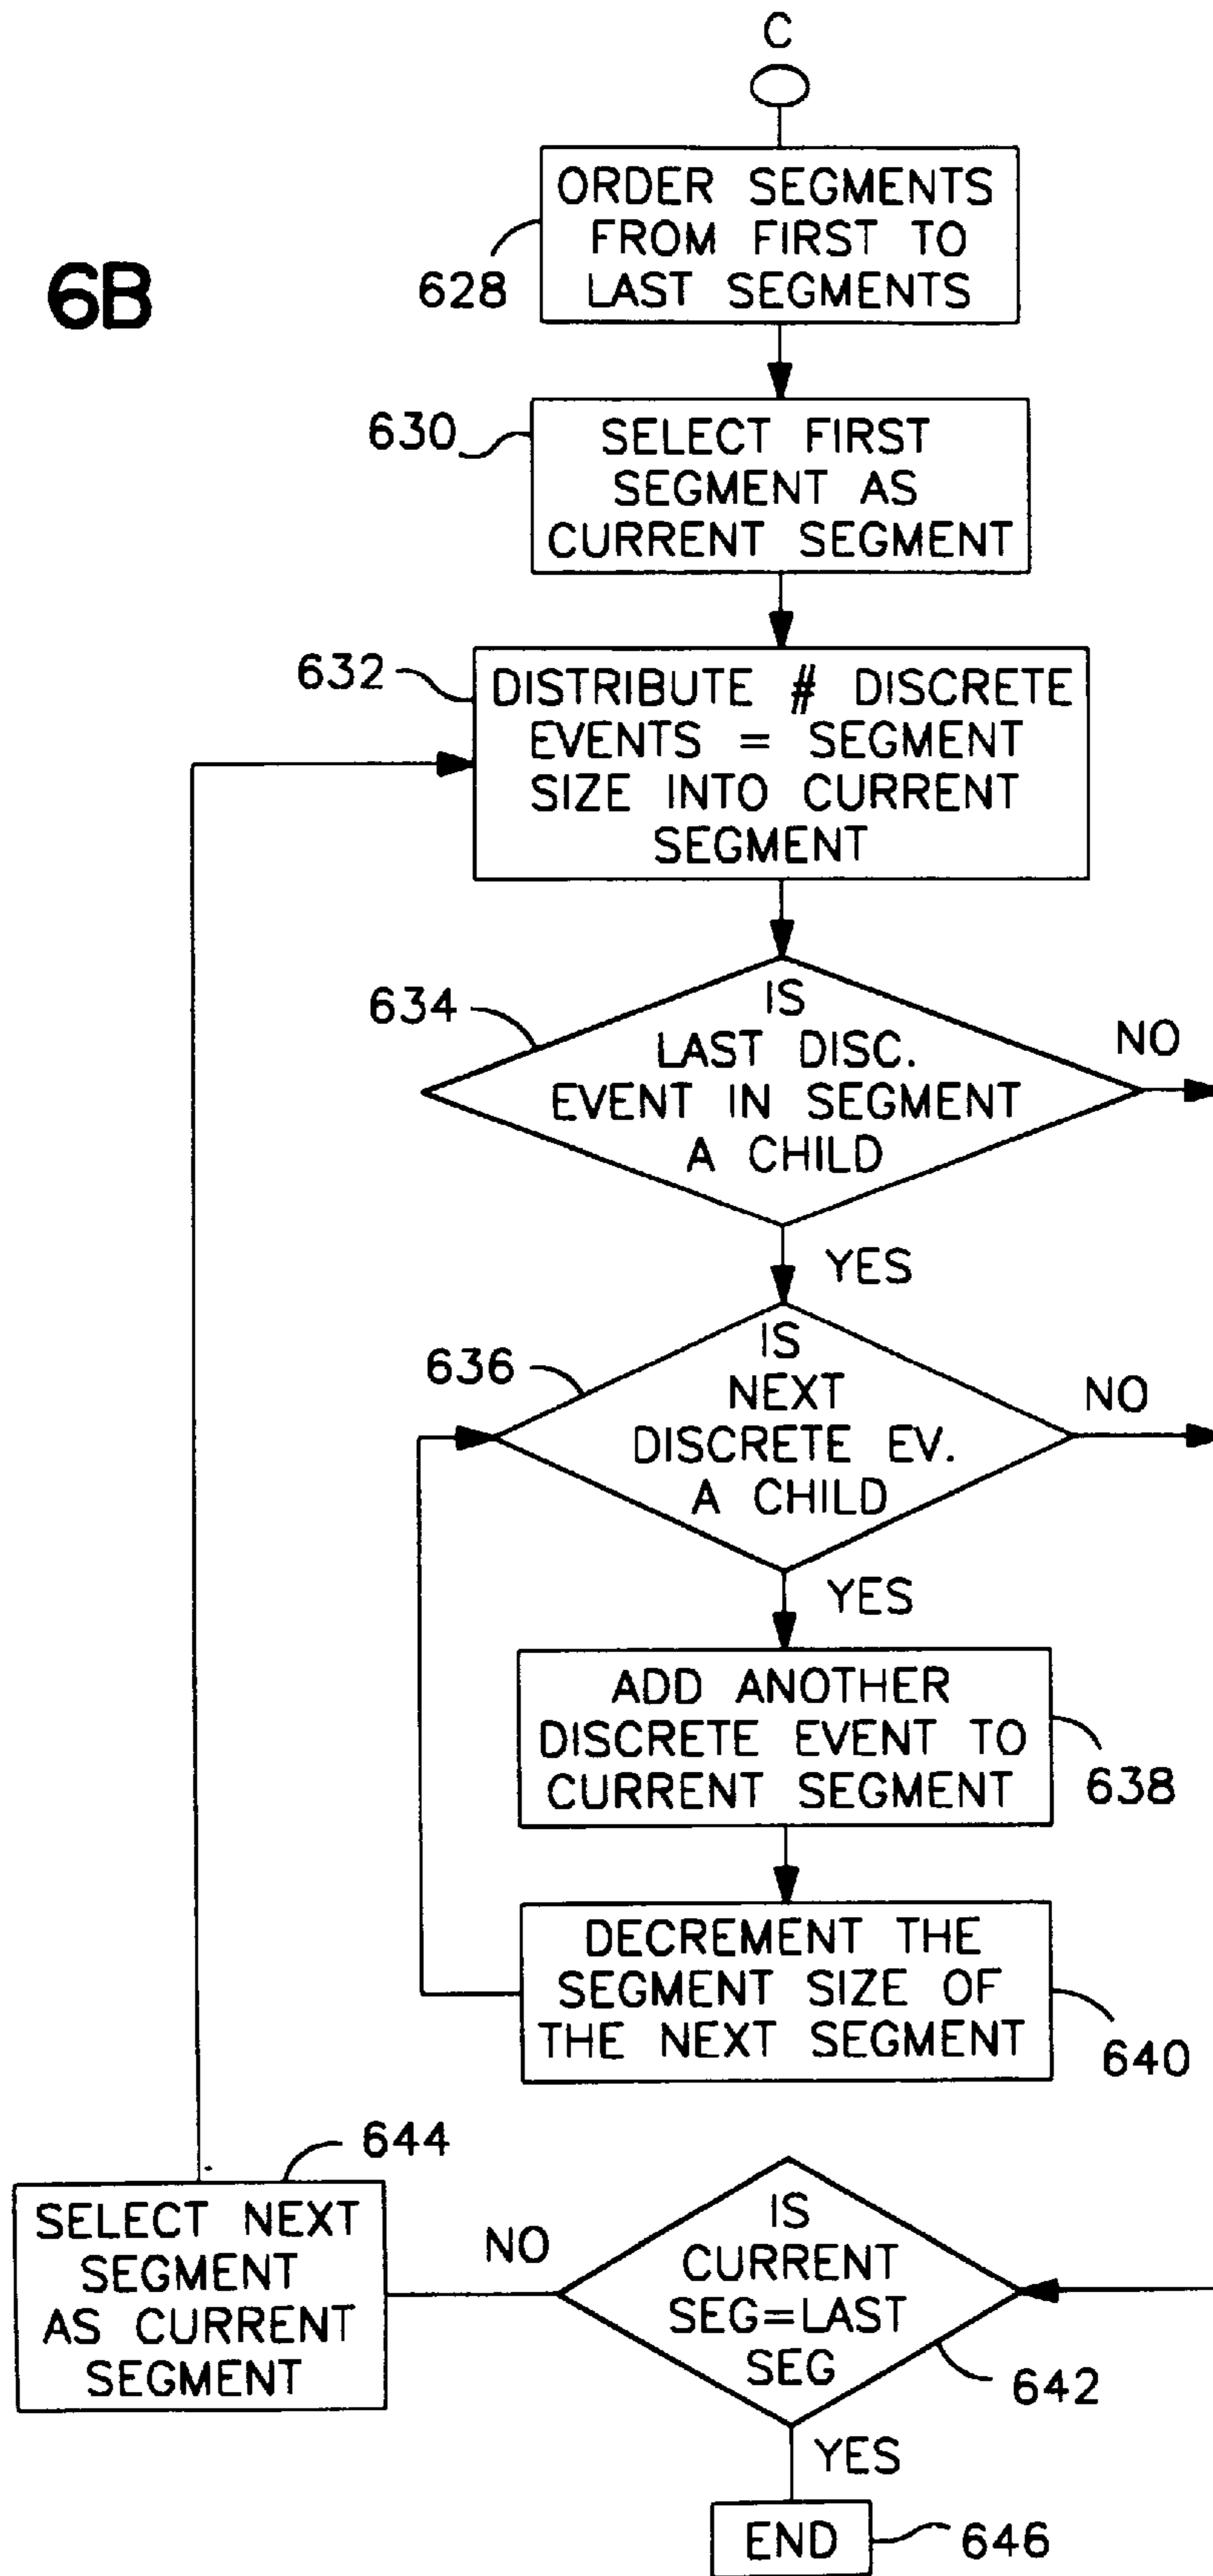 C
6B
ORDER SEGMENTS
FROM FIRST TO
LAST SEGMENTS
628
630
SELECT FIRST
SEGMENT AS
CURRENT SEGMENT
632
DISTRIBUTE # DISCRETE
EVENTS = SEGMENT
SIZE INTO CURRENT
SEGMENT
634
IS
LAST DISC.
EVENT IN SEGMENT
A CHILD
NO
YES
636
IS
NEXT
DISCRETE EV.
A CHILD
NO
YES
ADD ANOTHER
DISCRETE EVENT TO
CURRENT SEGMENT
638
DECREMENT THE
SEGMENT SIZE OF
THE NEXT SEGMENT
640
644
SELECT NEXT
SEGMENT
AS CURRENT
SEGMENT
NO
IS
CURRENT
SEG=LAST
SEG
642
YES
END
646